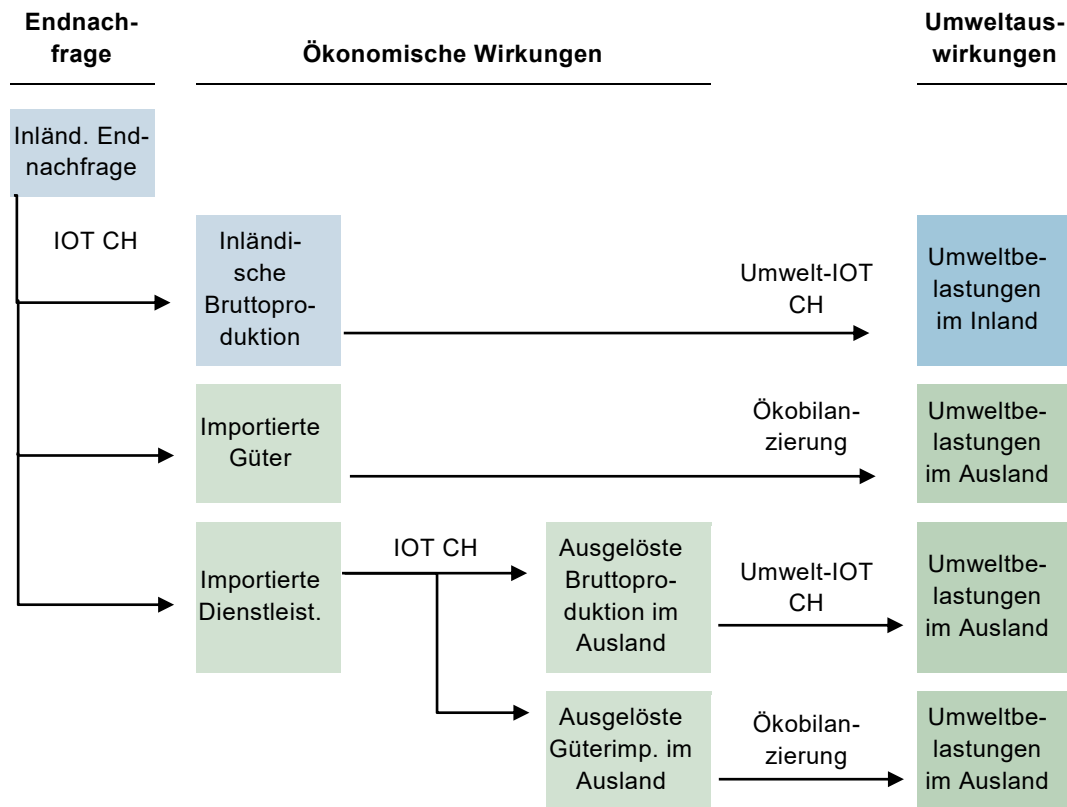 Endnach-
frage
Ökonomische Wirkungen
Umweltaus-
wirkungen
Inländ. End-
nachfrage
IOT CH
Inländi-
sche
Bruttopro-
duktion
Umwelt-IOT
CH
Umweltbe-
lastungen
im Inland
Importierte
Güter
Ökobilan-
zierung
Umweltbe-
lastungen
im Ausland
Importierte
Dienstleist.
IOT CH
Ausgelöste
Bruttopro-
duktion im
Ausland
Umwelt-IOT
CH
Umweltbe-
lastungen
im Ausland
Ausgelöste
Güterimp. im
Ausland
Ökobilan-
zierung
Umweltbe-
lastungen
im Ausland